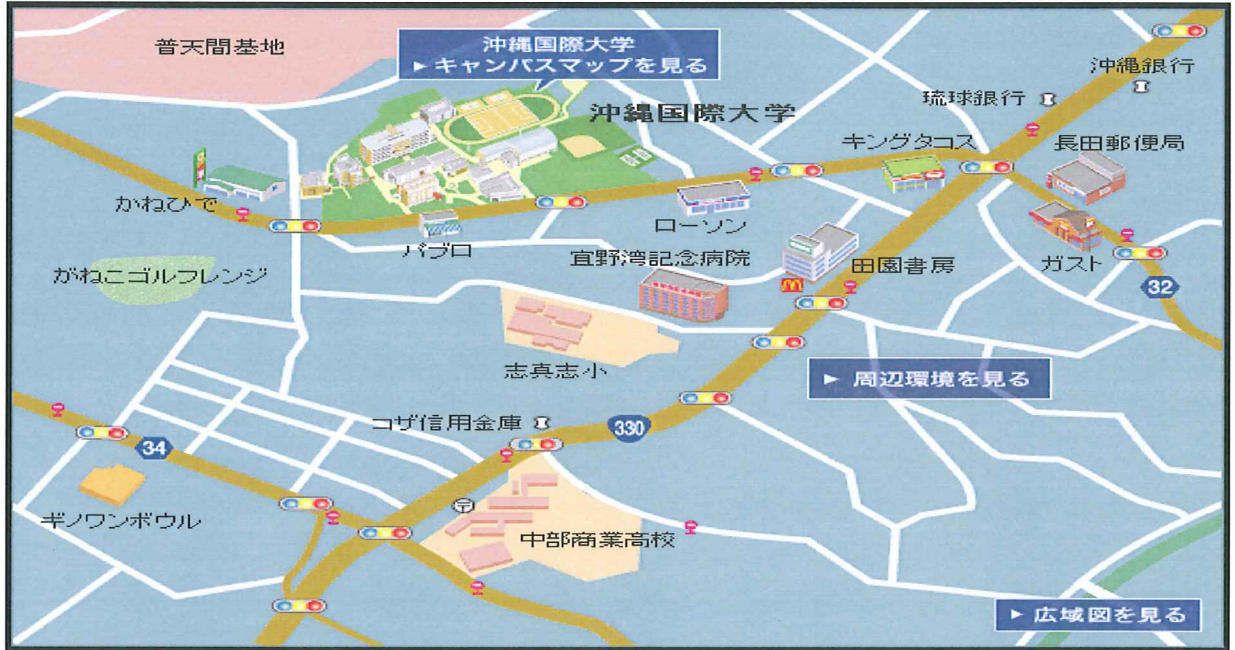 普天間基地
沖縄国際大学
▶ キャンパスマップを見る
沖縄銀行
琉球銀行
沖縄国際大学
キングタコス
長田郵便局
かねひで
パブロ
ローソン
宜野湾記念病院
田園書房
ガスト
がねこゴルフレンジ
32
志真志小
▶ 周辺環境を見る
コザ信用金庫
330
34
ギノワンボウル
〒
中部商業高校
▶ 広域図を見る